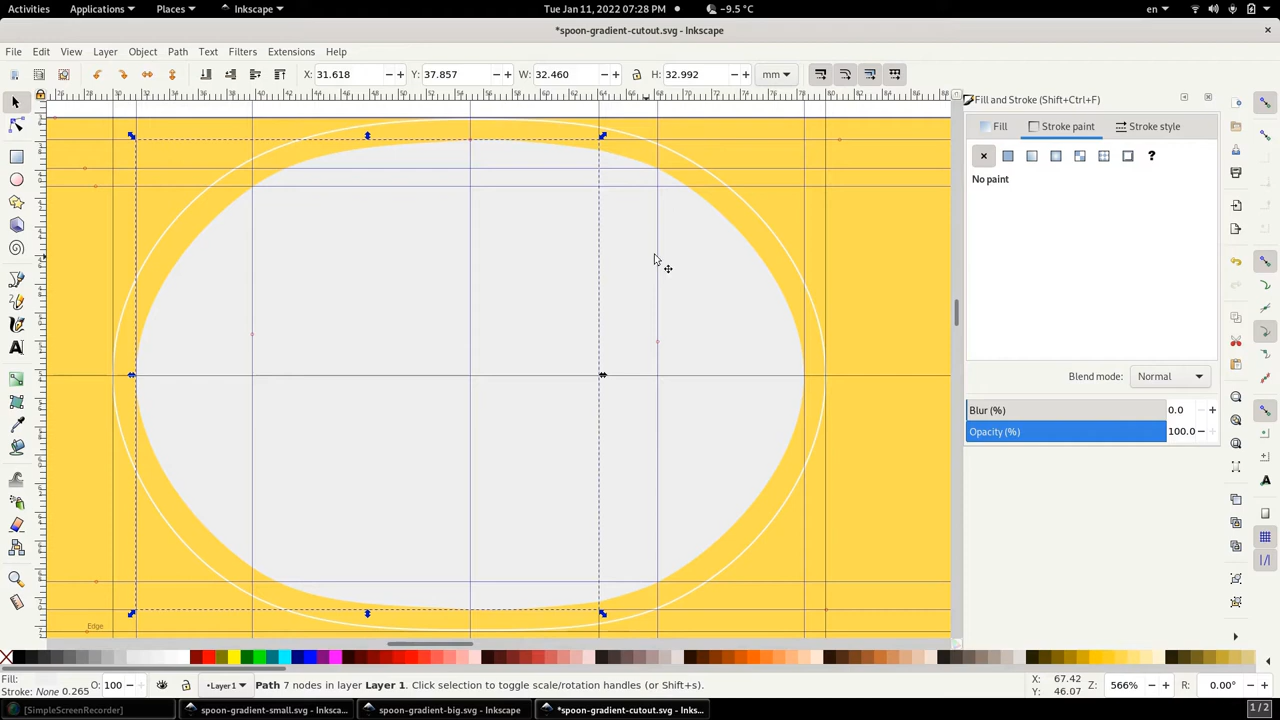 Activities Applications Places Inkscape Tue Jan 11, 2022 07:28 PM -9.5 °C en
*spoon-gradient-cutout.svg - Inkscape
File Edit View Layer Object Path Text Filters Extensions Help
X: 31.618 Y: 37.857 W: 32.460 H: 32.992 mm
Fill and Stroke (Shift+Ctrl+F)
Fill Stroke paint Stroke style
No paint
Blend mode: Normal
Blur (%) 0.0
Opacity (%) 100.0
Edge
Fill:
Stroke: None 0.265 O: 100 Layer 1 Path 7 nodes in layer Layer 1. Click selection to toggle scale/rotation handles (or Shift+s). X: 67.42 Y: 46.07 Z: 566% R: 0.00°
[SimpleScreenRecorder] spoon-gradient-small.svg - Inksca... spoon-gradient-big.svg - Inkscape *spoon-gradient-cutout.svg - Inks... 1/2